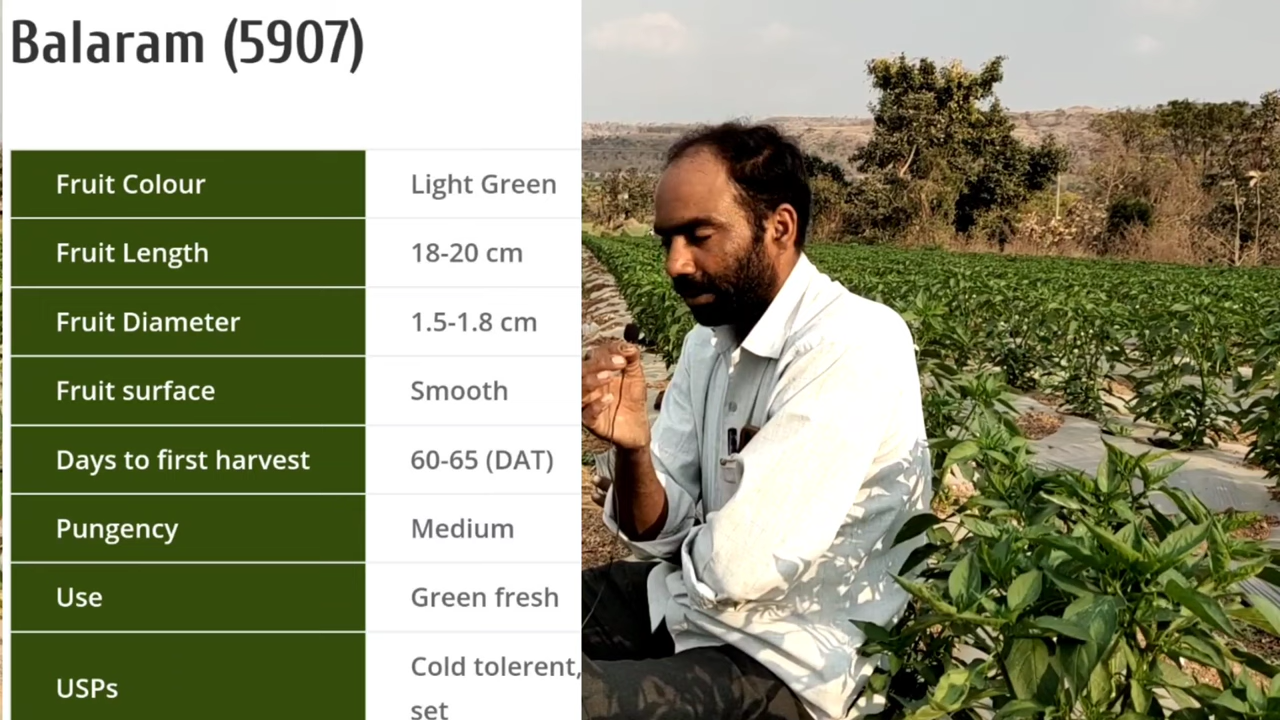 Balaram (5907)
Fruit Colour Light Green
Fruit Length 18-20 cm
Fruit Diameter 1.5-1.8 cm
Fruit surface Smooth
Days to first harvest 60-65 (DAT)
Pungency Medium
Use Green fresh
USPs Cold tolerent,
set